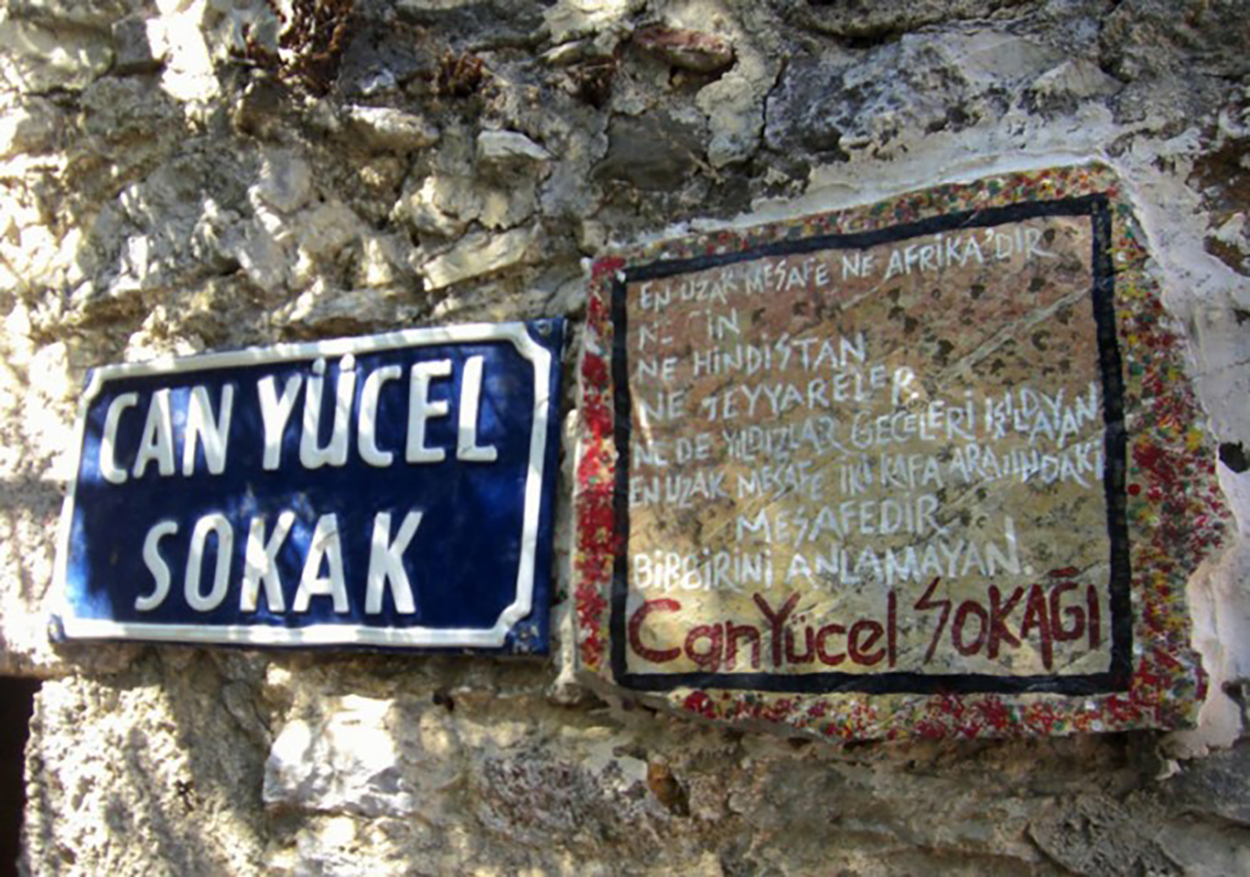 CAN YÜCEL
SOKAK
EN UZAK MESAFE NE AFRİKA'DIR
NE HİNDİSTAN
NE TEYYARELER
NE DE YILDIZLAR GECELERİ IŞILDAYAN
EN UZAK MESAFE İKİ KAFA ARASINDAKİ
MESAFEDİR
BİRBİRİNİ ANLAMAYAN.
Can Yücel SOKAĞI